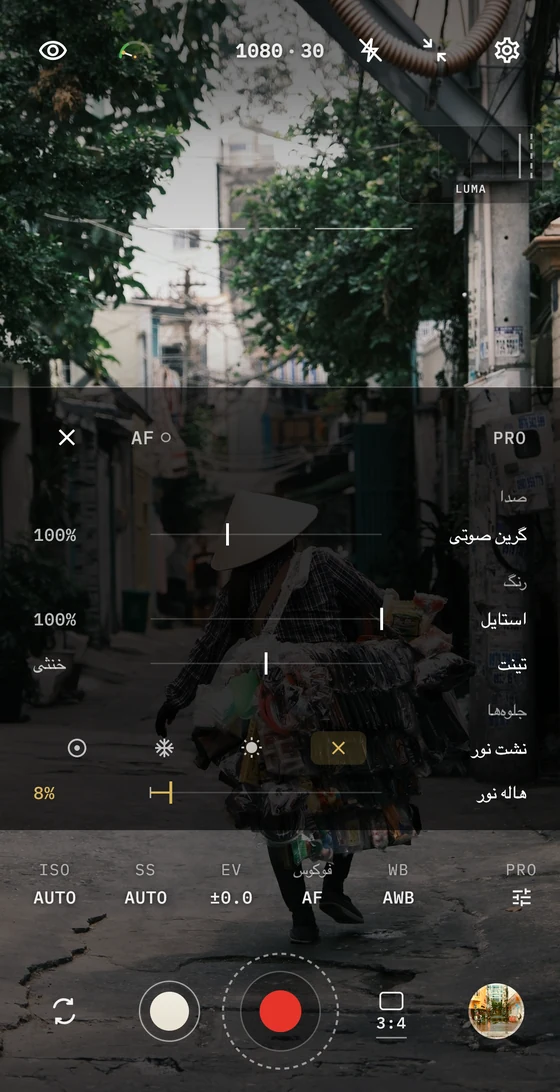 1080 • 30
LUMA
AF PRO
صدا
گرین صوتی 100%
رنگ
استایل 100%
تینت خنثی
جلوه‌ها
نشت نور
هاله نور 8%
ISO SS EV فوکوس WB PRO
AUTO AUTO ±0.0 AF AWB
3:4